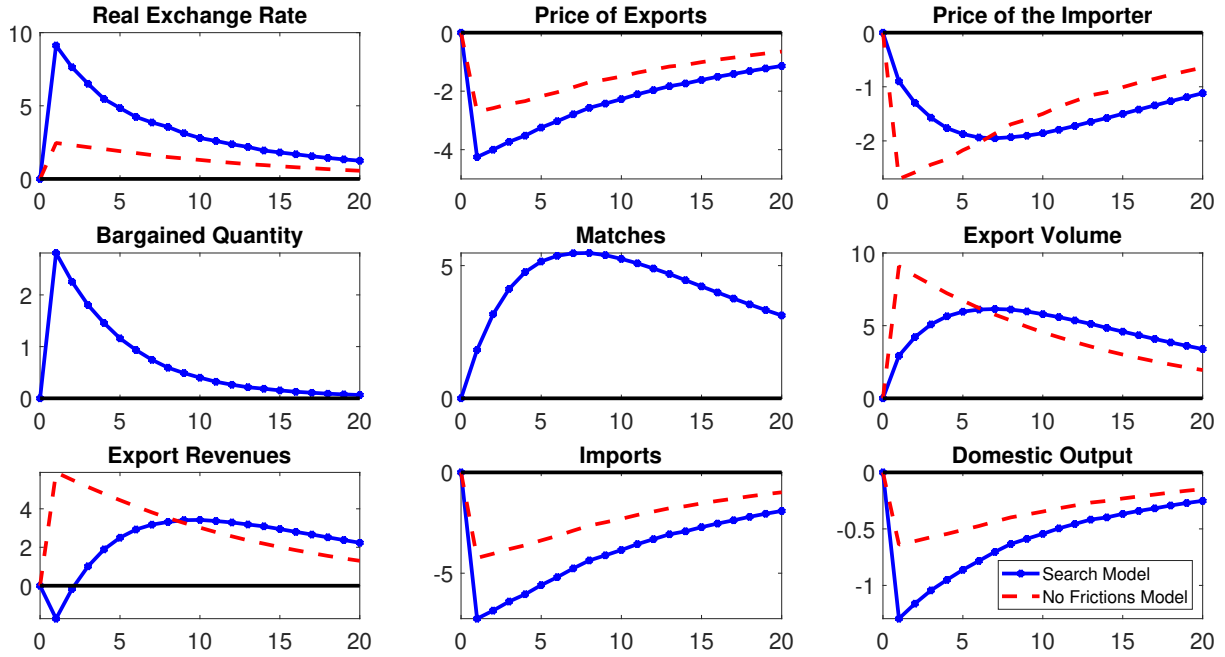 Real Exchange Rate
10
5
0
0 5 10 15 20
Price of Exports
0
-2
-4
0 5 10 15 20
Price of the Importer
0
-1
-2
0 5 10 15 20
Bargained Quantity
2
1
0
0 5 10 15 20
Matches
5
0
0 5 10 15 20
Export Volume
10
5
0
0 5 10 15 20
Export Revenues
4
2
0
0 5 10 15 20
Imports
0
-5
0 5 10 15 20
Domestic Output
0
-0.5
-1
0 5 10 15 20
Search Model
No Frictions Model